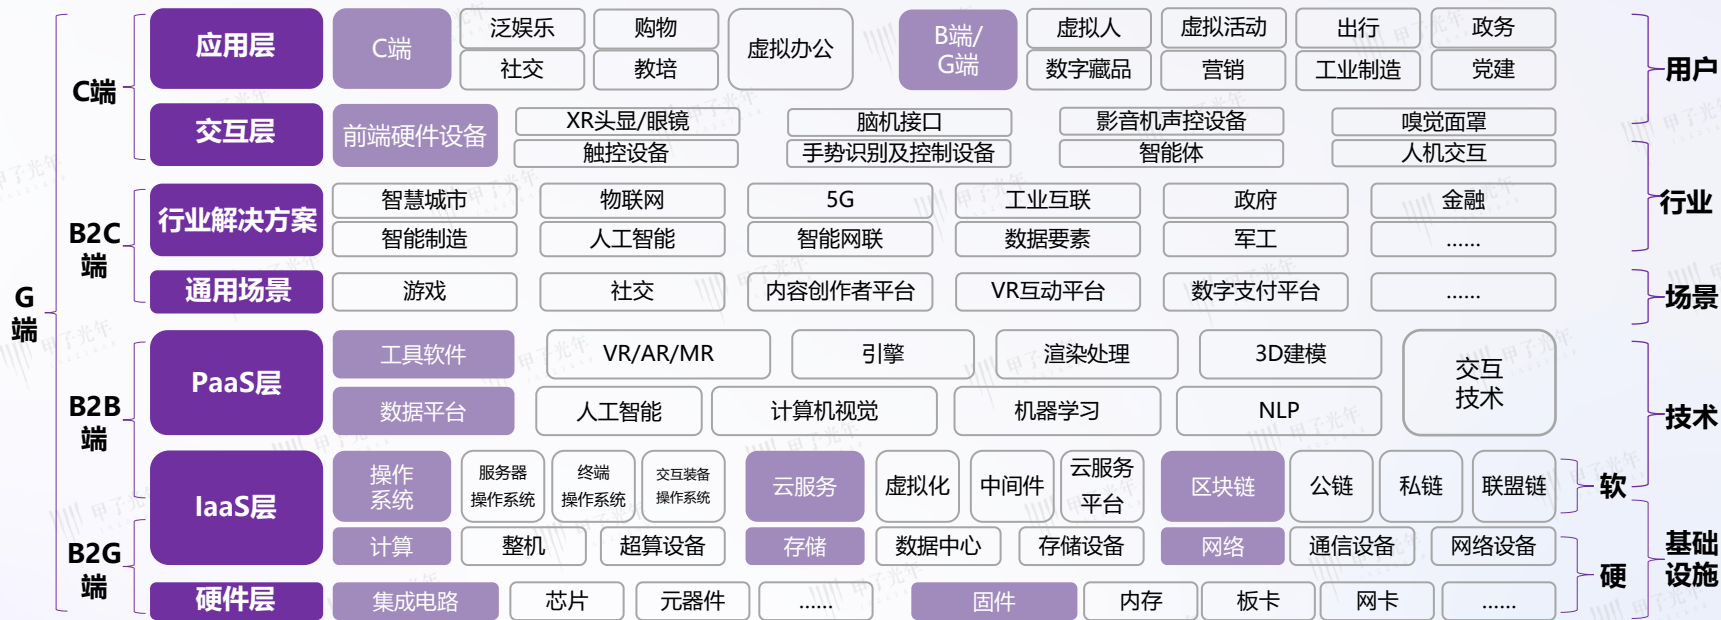 G
端
C端
B2C
端
B2B
端
B2G
端
应用层
C端
泛娱乐
购物
社交
教培
虚拟办公
B端/
G端
虚拟人
虚拟活动
出行
政务
数字藏品
营销
工业制造
党建
交互层
前端硬件设备
XR头显/眼镜
脑机接口
影音机声控设备
嗅觉面罩
触控设备
手势识别及控制设备
智能体
人机交互
行业解决方案
智慧城市
物联网
5G
工业互联
政府
金融
智能制造
人工智能
智能网联
数据要素
军工
......
通用场景
游戏
社交
内容创作者平台
VR互动平台
数字支付平台
......
PaaS层
工具软件
VR/AR/MR
引擎
渲染处理
3D建模
数据平台
人工智能
计算机视觉
机器学习
NLP
交互
技术
IaaS层
操作
系统
服务器
操作系统
终端
操作系统
交互装备
操作系统
云服务
虚拟化
中间件
云服务
平台
区块链
公链
私链
联盟链
计算
整机
超算设备
存储
数据中心
存储设备
网络
通信设备
网络设备
硬件层
集成电路
芯片
元器件
......
固件
内存
板卡
网卡
......
软
硬
用户
行业
场景
技术
基础
设施
甲子光年